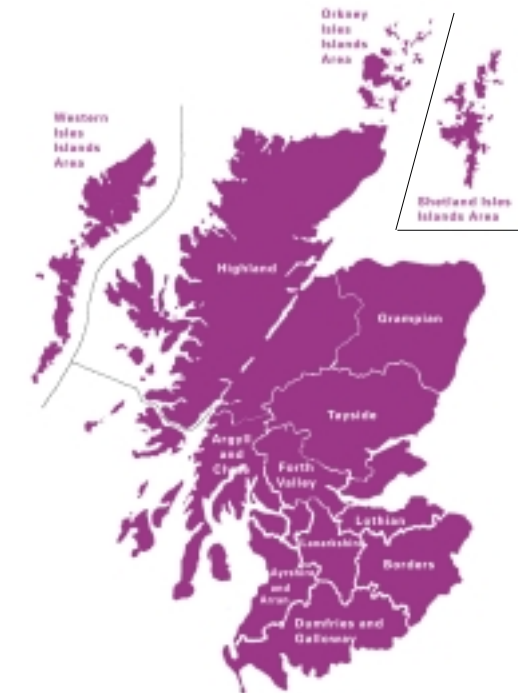 Orkney
Isles
Islands
Area
Western
Isles
Islands
Area
Shetland Isles
Islands Area
Highland
Grampian
Tayside
Argyll
and
Clyde
Forth
Valley
Lothian
Lanarkshire
Borders
Ayrshire
and
Arran
Dumfries and
Galloway